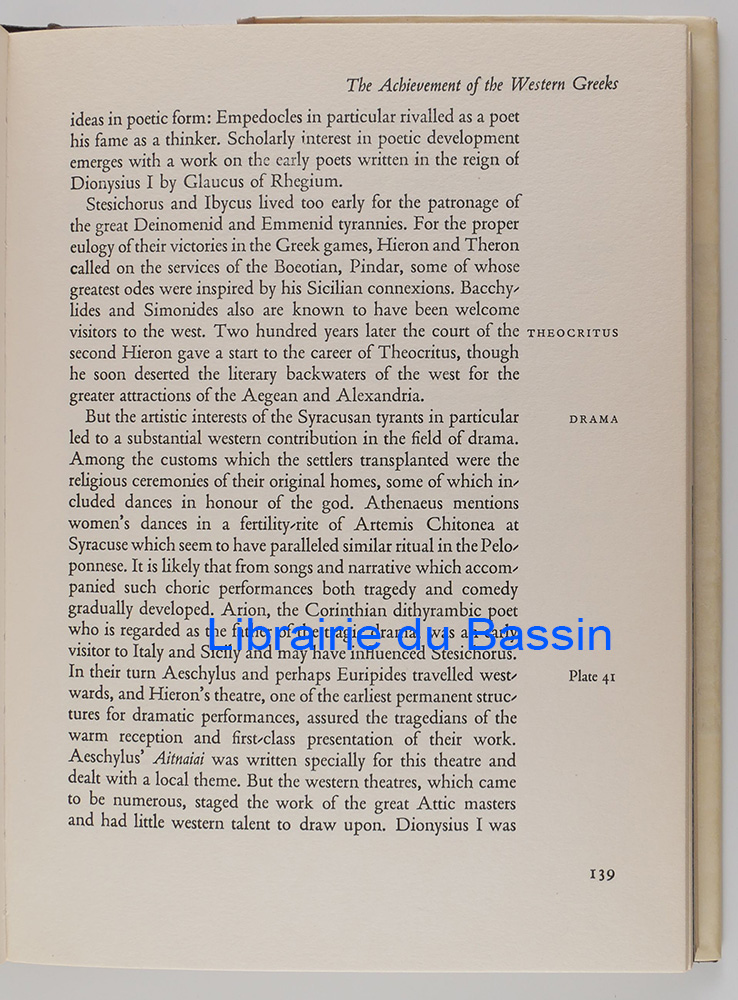 The Achievement of the Western Greeks
ideas in poetic form: Empedocles in particular rivalled as a poet
his fame as a thinker. Scholarly interest in poetic development
emerges with a work on the early poets written in the reign of
Dionysius I by Glaucus of Rhegium.
Stesichorus and Ibycus lived too early for the patronage of
the great Deinomenid and Emmenid tyrannies. For the proper
eulogy of their victories in the Greek games, Hieron and Theron
called on the services of the Boeotian, Pindar, some of whose
greatest odes were inspired by his Sicilian connexions. Bacchy-
lides and Simonides also are known to have been welcome
visitors to the west. Two hundred years later the court of the THEOCRITUS
second Hieron gave a start to the career of Theocritus, though
he soon deserted the literary backwaters of the west for the
greater attractions of the Aegean and Alexandria.
But the artistic interests of the Syracusan tyrants in particular DRAMA
led to a substantial western contribution in the field of drama.
Among the customs which the settlers transplanted were the
religious ceremonies of their original homes, some of which in-
cluded dances in honour of the god. Athenaeus mentions
women's dances in a fertility-rite of Artemis Chitonea at
Syracuse which seem to have paralleled similar ritual in the Pelo-
ponnese. It is likely that from songs and narrative which accom-
panied such choric performances both tragedy and comedy
gradually developed. Arion, the Corinthian dithyrambic poet
who is regarded as the father of the tragic drama, was an early
Librairie du Bassin
visitor to Italy and Sicily and may have influenced Stesichorus.
In their turn Aeschylus and perhaps Euripides travelled west- Plate 41
wards, and Hieron's theatre, one of the earliest permanent struc-
tures for dramatic performances, assured the tragedians of the
warm reception and first-class presentation of their work.
Aeschylus' Aitnaiai was written specially for this theatre and
dealt with a local theme. But the western theatres, which came
to be numerous, staged the work of the great Attic masters
and had little western talent to draw upon. Dionysius I was
139